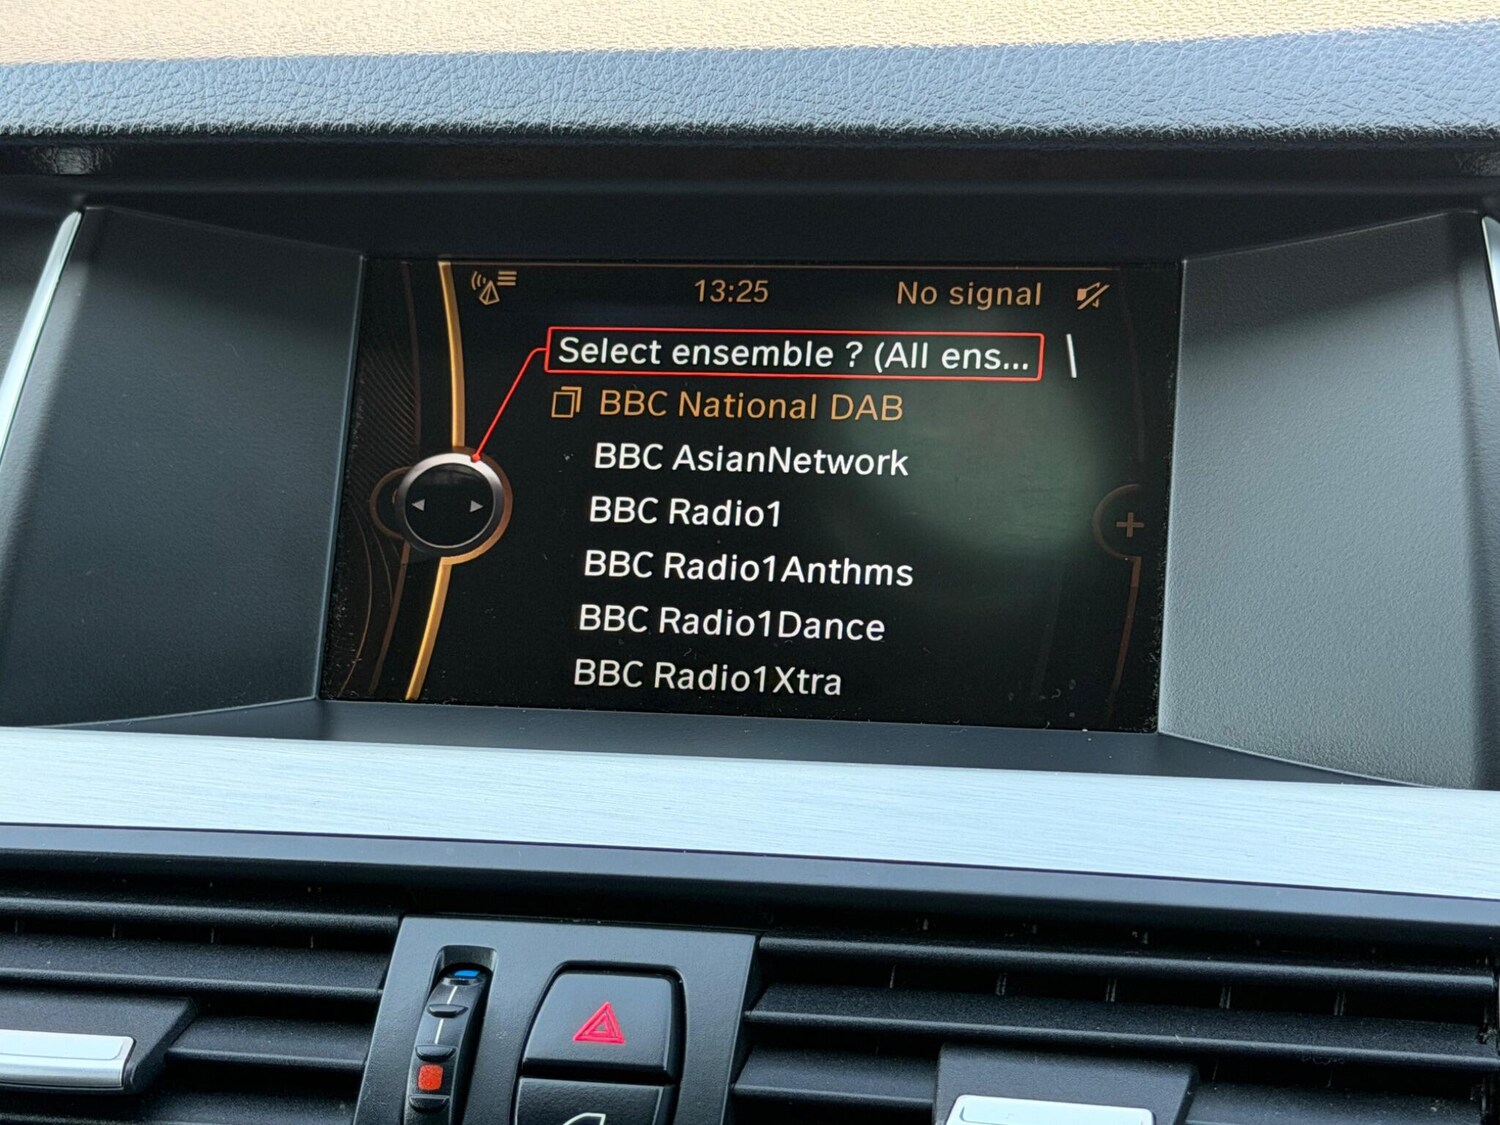 13:25 No signal
Select ensemble ? (All ens...
BBC National DAB
BBC AsianNetwork
BBC Radio1
BBC Radio1Anthms
BBC Radio1Dance
BBC Radio1Xtra